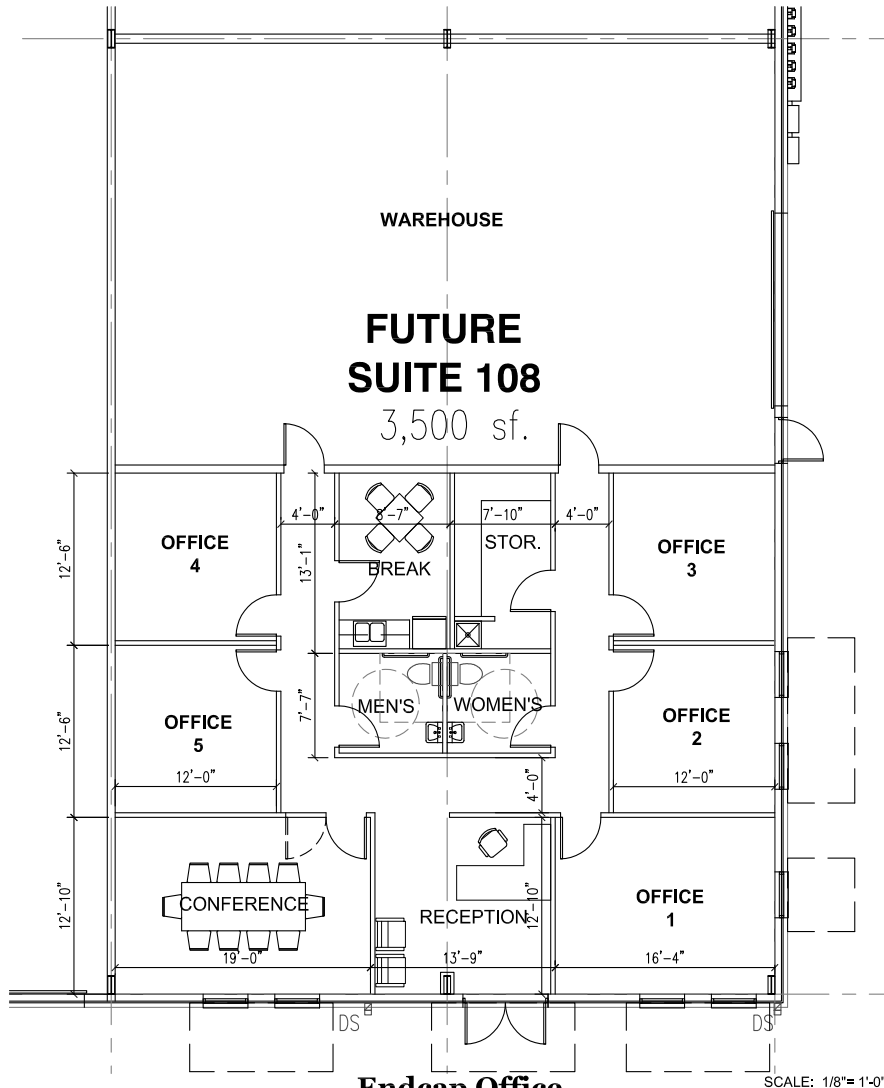 WAREHOUSE
FUTURE
SUITE 108
3,500 sf.
4'-0"
8'-7"
7'-10"
4'-0"
12'-6"
OFFICE
4
13'-1"
BREAK
STOR.
OFFICE
3
12'-6"
OFFICE
5
12'-0"
7'-7"
MEN'S
WOMEN'S
OFFICE
2
12'-0"
4'-0"
12'-10"
CONFERENCE
RECEPTION
12'-10"
OFFICE
1
19'-0"
13'-9"
16'-4"
DS
DS
Endcap Office
SCALE: 1/8"= 1'-0"